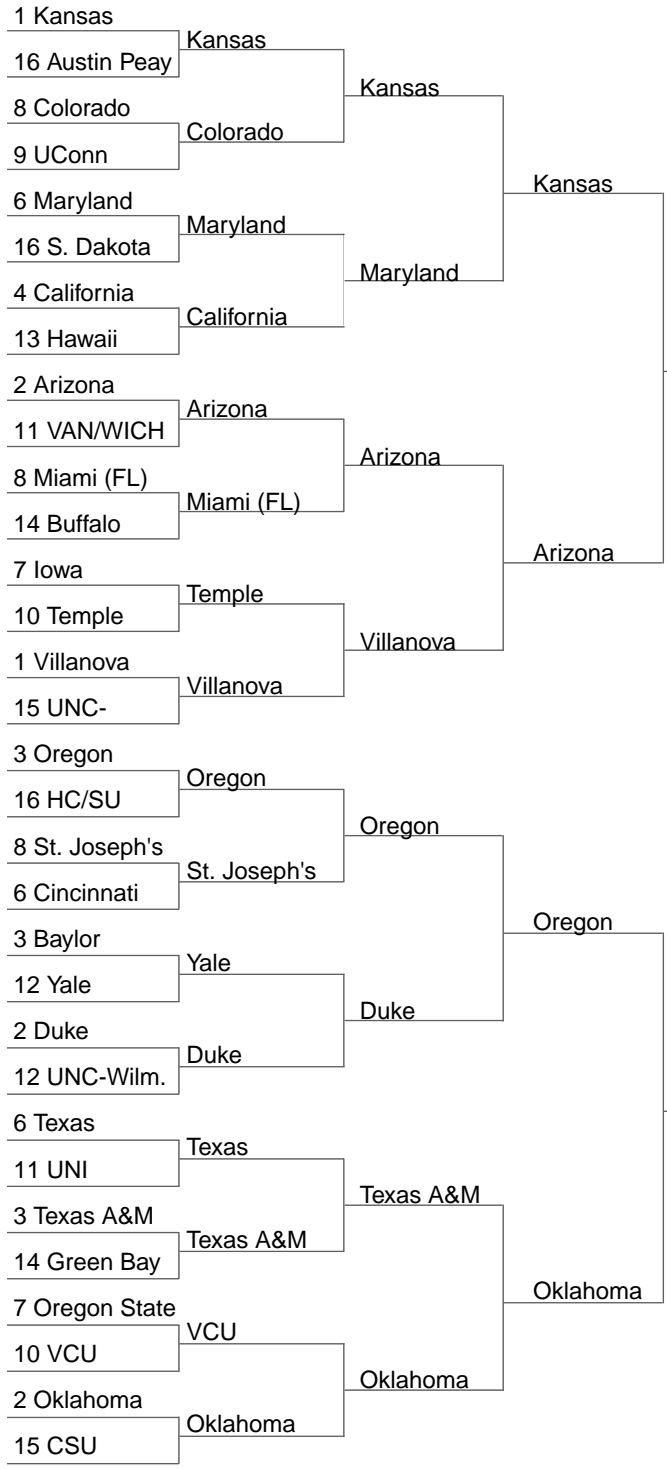 1 Kansas
16 Austin Peay
8 Colorado
9 UConn
6 Maryland
16 S. Dakota
4 California
13 Hawaii
2 Arizona
11 VAN/WICH
8 Miami (FL)
14 Buffalo
7 Iowa
10 Temple
1 Villanova
15 UNC-
3 Oregon
16 HC/SU
8 St. Joseph's
6 Cincinnati
3 Baylor
12 Yale
2 Duke
12 UNC-Wilm.
6 Texas
11 UNI
3 Texas A&M
14 Green Bay
7 Oregon State
10 VCU
2 Oklahoma
15 CSU
Kansas
Colorado
Maryland
California
Arizona
Miami (FL)
Temple
Villanova
Oregon
St. Joseph's
Yale
Duke
Texas
Texas A&M
VCU
Oklahoma
Kansas
Maryland
Arizona
Villanova
Oregon
Duke
Texas A&M
Oklahoma
Kansas
Arizona
Oregon
Oklahoma